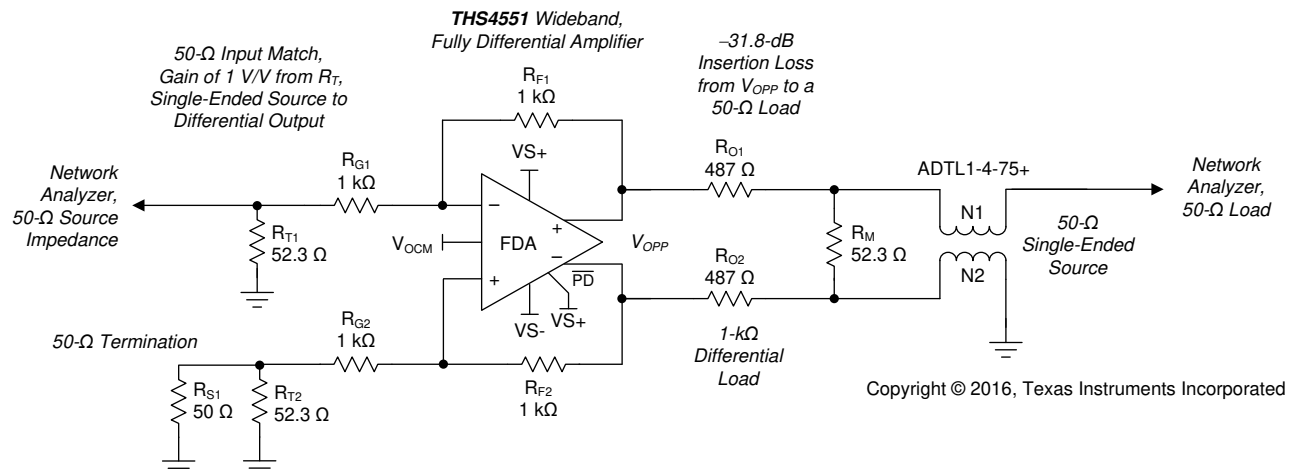 THS4551 Wideband,
Fully Differential Amplifier
50-Ω Input Match,
Gain of 1 V/V from RT,
Single-Ended Source to
Differential Output
–31.8-dB
Insertion Loss
from VOPP to a
50-Ω Load
RF1
1 kΩ
Network
Analyzer,
50-Ω Source
Impedance
RG1
1 kΩ
VS+
RO1
487 Ω
ADTL1-4-75+
Network
Analyzer,
50-Ω Load
RT1
52.3 Ω
VOCM
–
+
FDA
+
–
PD
VOPP
RM
52.3 Ω
N1
N2
50-Ω
Single-Ended
Source
RO2
487 Ω
VS-
VS+
50-Ω Termination
RG2
1 kΩ
RF2
1 kΩ
1-kΩ
Differential
Load
RS1
50 Ω
RT2
52.3 Ω
Copyright © 2016, Texas Instruments Incorporated